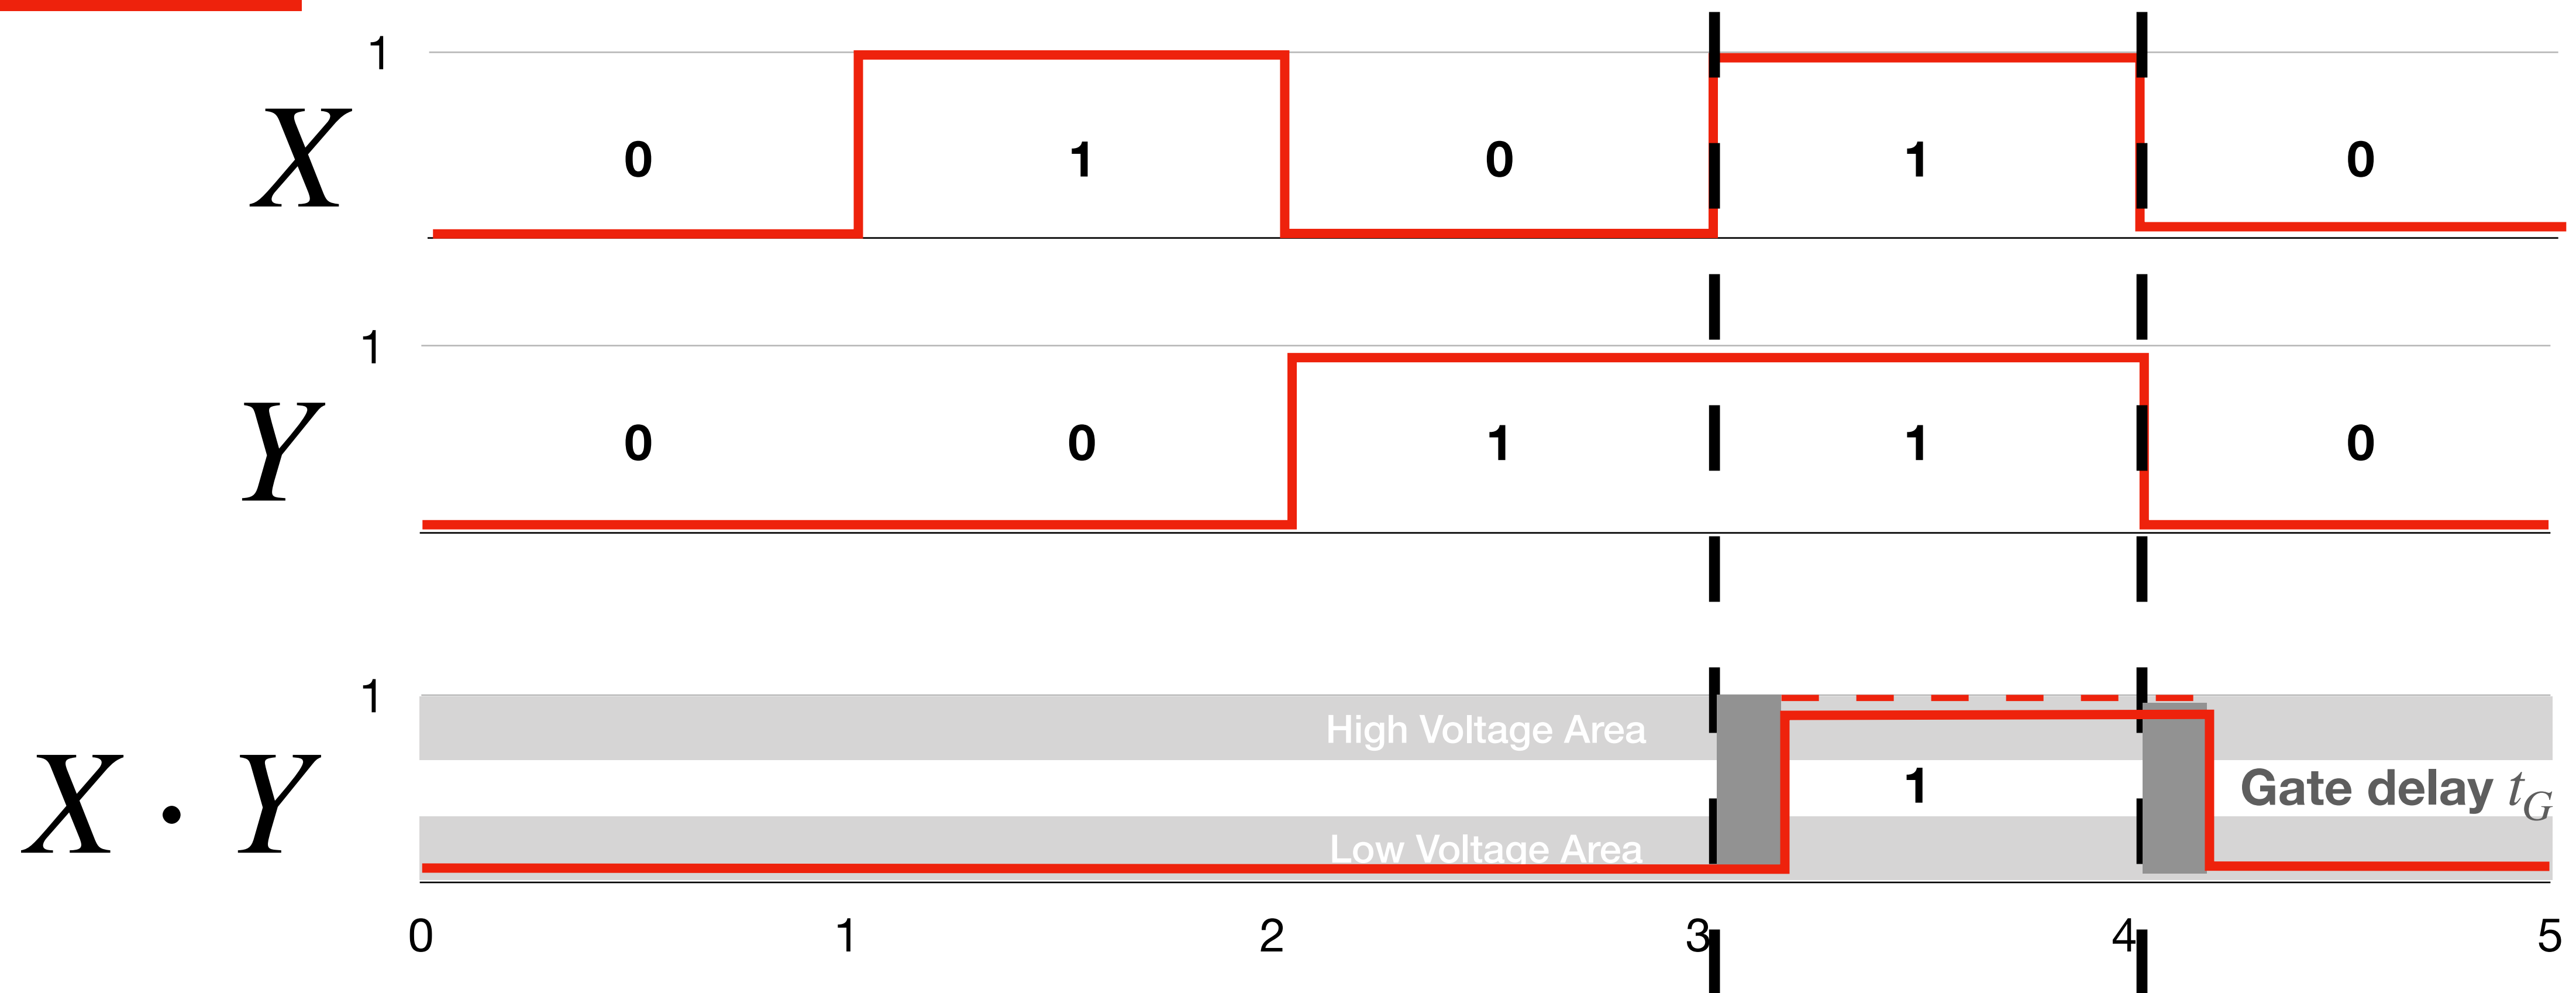 1
X 0 1 0 1 0
1
Y 0 0 1 1 0
1
High Voltage Area
X · Y 1 Gate delay t_G
Low Voltage Area
0 1 2 3 4 5